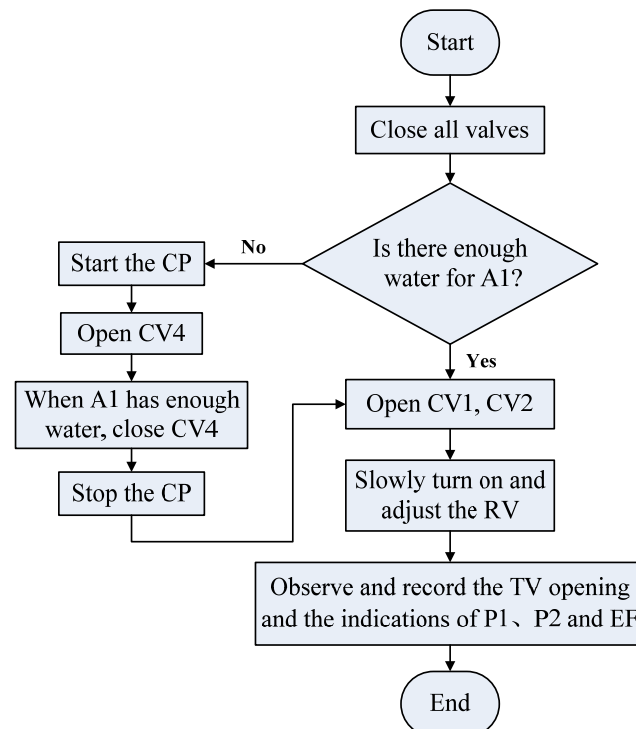 Start
Close all valves
Is there enough
water for A1?
No
Start the CP
Open CV4
When A1 has enough
water, close CV4
Stop the CP
Yes
Open CV1, CV2
Slowly turn on and
adjust the RV
Observe and record the TV opening
and the indications of P1、P2 and EF
End